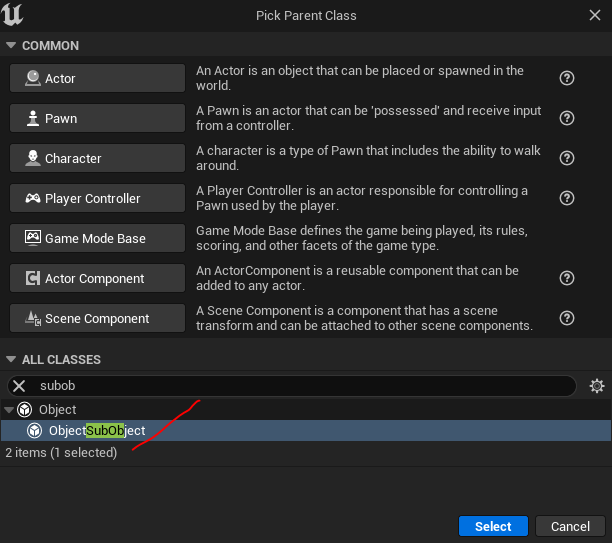 Pick Parent Class
COMMON
Actor
An Actor is an object that can be placed or spawned in the
world.
Pawn
A Pawn is an actor that can be 'possessed' and receive input
from a controller.
Character
A character is a type of Pawn that includes the ability to walk
around.
Player Controller
A Player Controller is an actor responsible for controlling a
Pawn used by the player.
Game Mode Base
Game Mode Base defines the game being played, its rules,
scoring, and other facets of the game type.
Actor Component
An ActorComponent is a reusable component that can be
added to any actor.
Scene Component
A Scene Component is a component that has a scene
transform and can be attached to other scene components.
ALL CLASSES
subob
Object
ObjectSubObject
2 items (1 selected)
Select
Cancel